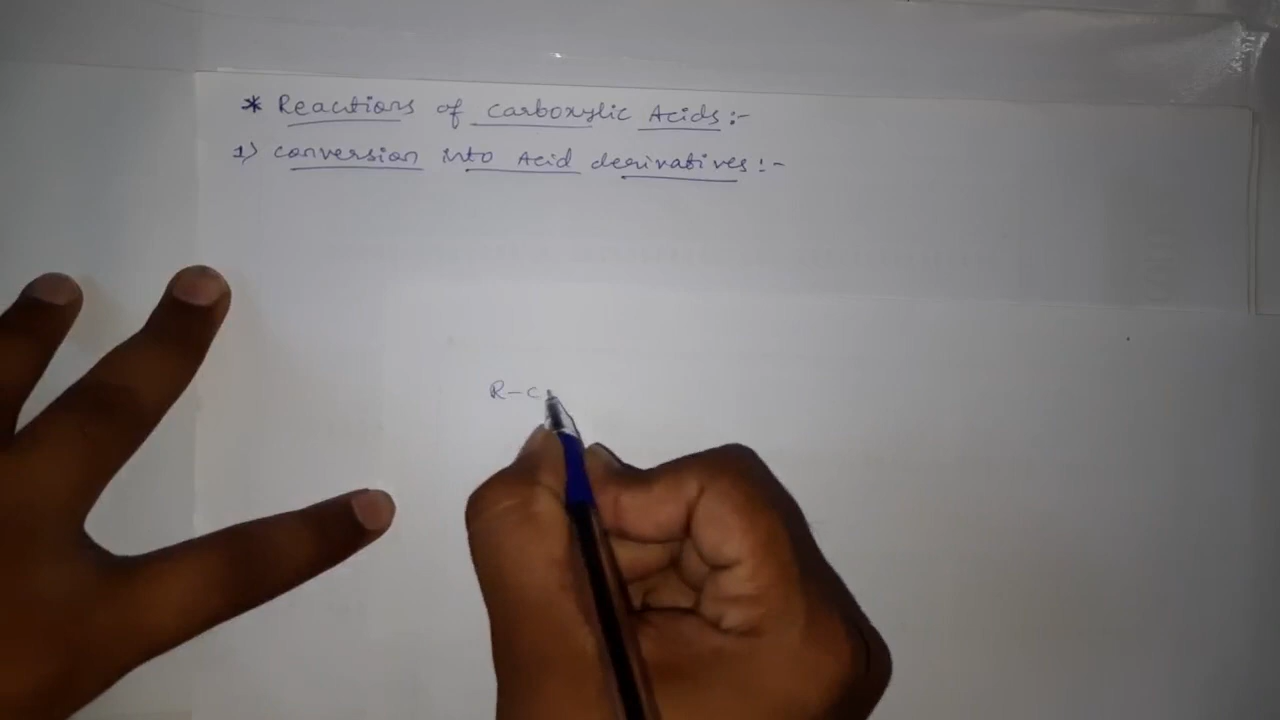 * Reactions of carboxylic Acids:-
1) conversion into Acid derivatives:-
R-C